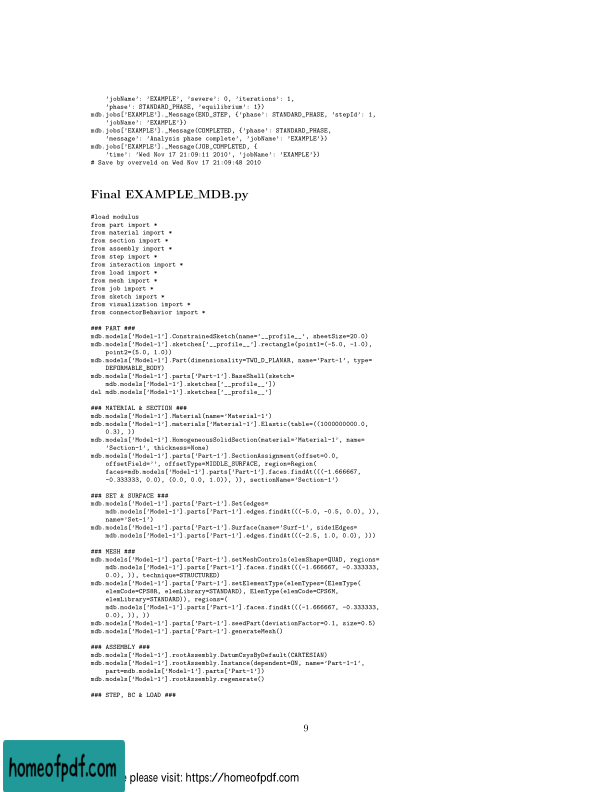 'jobName': 'EXAMPLE', 'severe': 0, 'iterations': 1,
'phase': STANDARD_PHASE, 'equilibrium': 1})
mdb.jobs['EXAMPLE']._Message(END_STEP, {'phase': STANDARD_PHASE, 'stepId': 1,
'jobName': 'EXAMPLE'})
mdb.jobs['EXAMPLE']._Message(COMPLETED, {'phase': STANDARD_PHASE,
'message': 'Analysis phase complete', 'jobName': 'EXAMPLE'})
mdb.jobs['EXAMPLE']._Message(JOB_COMPLETED, {
'time': 'Wed Nov 17 21:09:11 2010', 'jobName': 'EXAMPLE'})
# Save by overveld on Wed Nov 17 21:09:48 2010
Final EXAMPLE_MDB.py
#load modulus
from part import *
from material import *
from section import *
from assembly import *
from step import *
from interaction import *
from load import *
from mesh import *
from job import *
from sketch import *
from visualization import *
from connectorBehavior import *
### PART ###
mdb.models['Model-1'].ConstrainedSketch(name='__profile__', sheetSize=20.0)
mdb.models['Model-1'].sketches['__profile__'].rectangle(point1=(-5.0, -1.0),
point2=(5.0, 1.0))
mdb.models['Model-1'].Part(dimensionality=TWO_D_PLANAR, name='Part-1', type=
DEFORMABLE_BODY)
mdb.models['Model-1'].parts['Part-1'].BaseShell(sketch=
mdb.models['Model-1'].sketches['__profile__'])
del mdb.models['Model-1'].sketches['__profile__']
### MATERIAL & SECTION ###
mdb.models['Model-1'].Material(name='Material-1')
mdb.models['Model-1'].materials['Material-1'].Elastic(table=((1000000000.0,
0.3), ))
mdb.models['Model-1'].HomogeneousSolidSection(material='Material-1', name=
'Section-1', thickness=None)
mdb.models['Model-1'].parts['Part-1'].SectionAssignment(offset=0.0,
offsetField='', offsetType=MIDDLE_SURFACE, region=Region(
faces=mdb.models['Model-1'].parts['Part-1'].faces.findAt(((-1.666667,
-0.333333, 0.0), (0.0, 0.0, 1.0)), )), sectionName='Section-1')
### SET & SURFACE ###
mdb.models['Model-1'].parts['Part-1'].Set(edges=
mdb.models['Model-1'].parts['Part-1'].edges.findAt(((-5.0, -0.5, 0.0), )),
name='Set-1')
mdb.models['Model-1'].parts['Part-1'].Surface(name='Surf-1', side1Edges=
mdb.models['Model-1'].parts['Part-1'].edges.findAt(((-2.5, 1.0, 0.0), )))
### MESH ###
mdb.models['Model-1'].parts['Part-1'].setMeshControls(elemShape=QUAD, regions=
mdb.models['Model-1'].parts['Part-1'].faces.findAt(((-1.666667, -0.333333,
0.0), )), technique=STRUCTURED)
mdb.models['Model-1'].parts['Part-1'].setElementType(elemTypes=(ElemType(
elemCode=CPS8R, elemLibrary=STANDARD), ElemType(elemCode=CPS6M,
elemLibrary=STANDARD)), regions=(
mdb.models['Model-1'].parts['Part-1'].faces.findAt(((-1.666667, -0.333333,
0.0), )), ))
mdb.models['Model-1'].parts['Part-1'].seedPart(deviationFactor=0.1, size=0.5)
mdb.models['Model-1'].parts['Part-1'].generateMesh()
### ASSEMBLY ###
mdb.models['Model-1'].rootAssembly.DatumCsysByDefault(CARTESIAN)
mdb.models['Model-1'].rootAssembly.Instance(dependent=ON, name='Part-1-1',
part=mdb.models['Model-1'].parts['Part-1'])
mdb.models['Model-1'].rootAssembly.regenerate()
### STEP, BC & LOAD ###
9
homeofpdf.com
please visit: https://homeofpdf.com